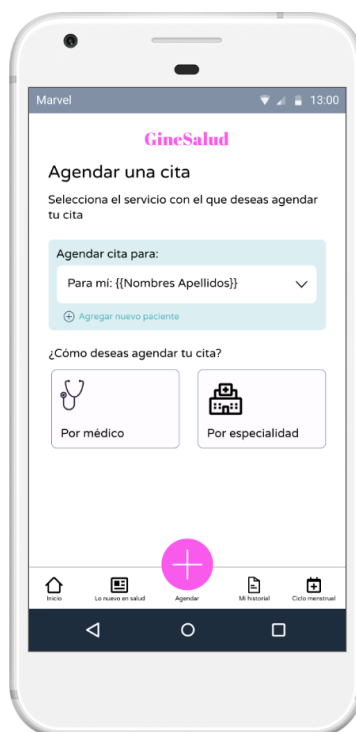 Marvel 13:00
GineSalud
Agendar una cita
Selecciona el servicio con el que deseas agendar
tu cita
Agendar cita para:
Para mi: {{Nombres Apellidos}}
Agregar nuevo paciente
¿Cómo deseas agendar tu cita?
Por médico Por especialidad
Inicio Lo nuevo en salud Agendar Mi historial Ciclo menstrual